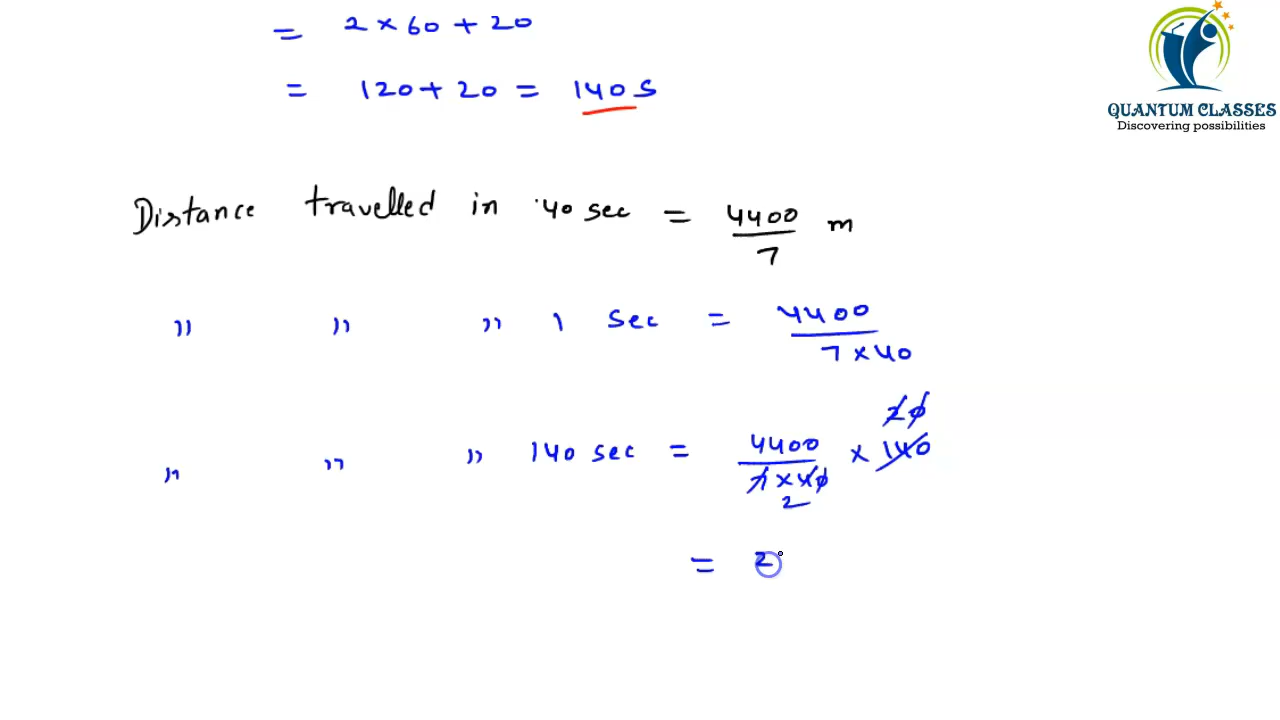 = 2 × 60 + 20
= 120 + 20 = 140 S
QUANTUM CLASSES
Discovering possibilities
Distance travelled in 40 sec = 4400/7 m
" " " 1 sec = 4400/(7 × 40)
" " " 140 sec = 4400/(7 × 40) × 140
20
2
= 2